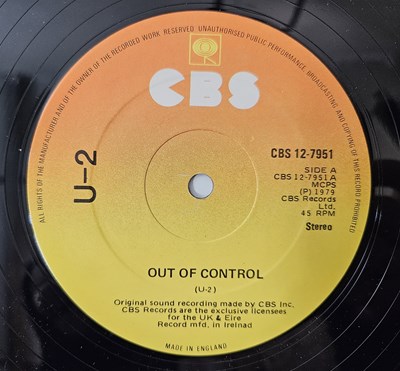 ALL RIGHTS OF THE MANUFACTURER AND OF THE OWNER OF THE RECORDED WORK RESERVED. UNAUTHORISED PUBLIC PERFORMANCE, BROADCASTING AND COPYING OF THIS RECORD PROHIBITED
CBS
U-2
CBS 12-7951
SIDE A
CBS 12-7951 A
MCPS
(P) 1979
CBS Records
Ltd.
45 RPM
Stereo
OUT OF CONTROL
(U-2)
Original sound recording made by CBS Inc.
CBS Records are the exclusive licensees
for the UK & Eire
Record mfd, in Irelnad
MADE IN ENGLAND